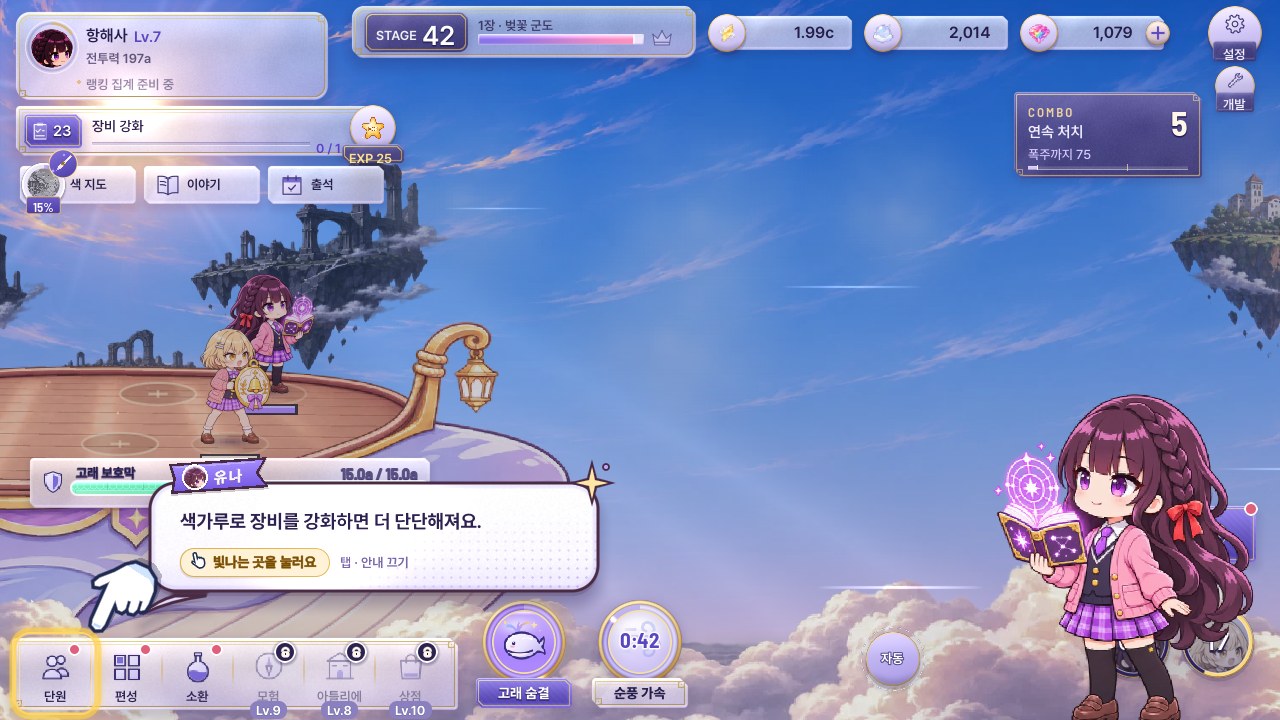 항해사 Lv.7
전투력 197a
랭킹 집계 준비 중
STAGE 42
1장 · 벚꽃 군도
1.99c
2,014
1,079
설정
개발
COMBO
연속 처치
5
폭주까지 75
23
장비 강화
0 / 1
EXP 25
색 지도
15%
이야기
출석
고래 보호막
15.0a / 15.0a
유나
색가루로 장비를 강화하면 더 단단해져요.
빛나는 곳을 눌러요
탭 · 안내 끄기
단원
편성
소환
모험
Lv.9
아틀리에
Lv.8
상점
Lv.10
고래 숨결
0:42
순풍 가속
자동